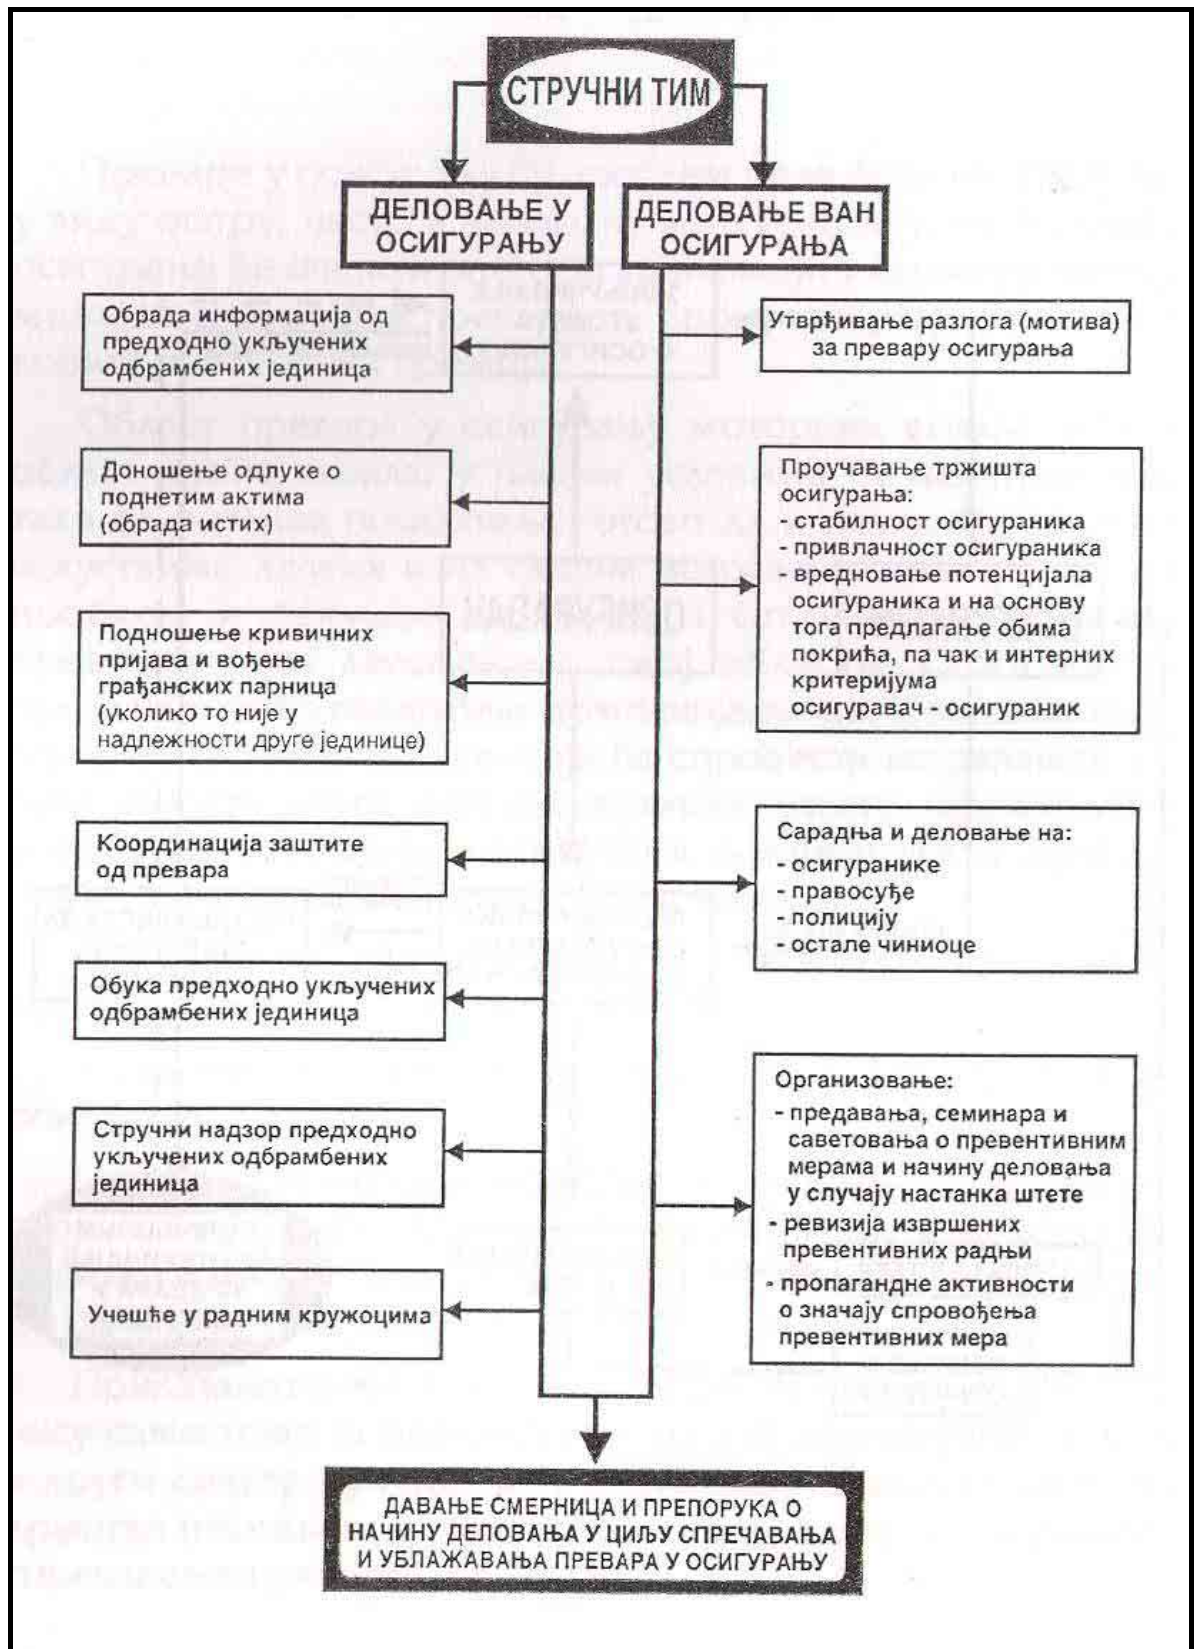 СТРУЧНИ ТИМ
ДЕЛОВАЊЕ У
ОСИГУРАЊУ
ДЕЛОВАЊЕ ВАН
ОСИГУРАЊА
Обрада информација од
предходно укључених
одбрамбених јединица
Доношење одлуке о
поднетим актима
(обрада истих)
Подношење кривичних
пријава и вођење
грађанских парница
(уколико то није у
надлежности друге јединице)
Координација заштите
од превара
Обука предходно укључених
одбрамбених јединица
Стручни надзор предходно
укључених одбрамбених
јединица
Учешће у радним кружоцима
Утврђивање разлога (мотива)
за превару осигурања
Проучавање тржишта
осигурања:
- стабилност осигураника
- привлачност осигураника
- вредновање потенцијала
осигураника и на основу
тога предлагање обима
покрића, па чак и интерних
критеријума
осигуравач - осигураник
Сарадња и деловање на:
- осигуранике
- правосуђе
- полицију
- остале чиниоце
Организовање:
- предавања, семинара и
саветовања о превентивним
мерама и начину деловања
у случају настанка штете
- ревизија извршених
превентивних радњи
- пропагандне активности
о значају спровођења
превентивних мера
ДАВАЊЕ СМЕРНИЦА И ПРЕПОРУКА О
НАЧИНУ ДЕЛОВАЊА У ЦИЉУ СПРЕЧАВАЊА
И УБЛАЖАВАЊА ПРЕВАРА У ОСИГУРАЊУ